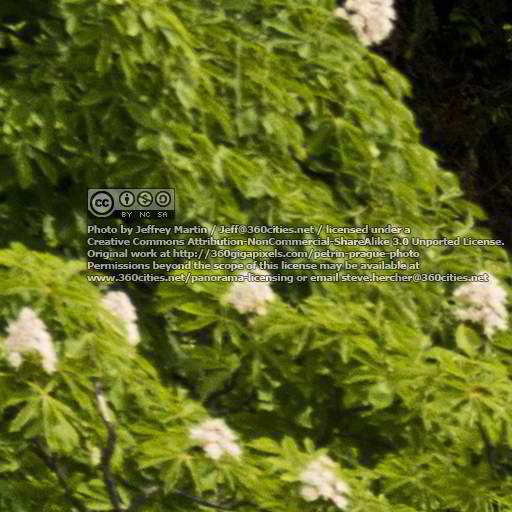 cc
BY NC SA
Photo by Jeffrey Martin / Jeff@360cities.net / licensed under a
Creative Commons Attribution-NonCommercial-ShareAlike 3.0 Unported License.
Original work at http://360gigapixels.com/petrin-prague-photo
Permissions beyond the scope of this license may be available at
www.360cities.net/panorama-licensing or email steve.hercher@360cities.net